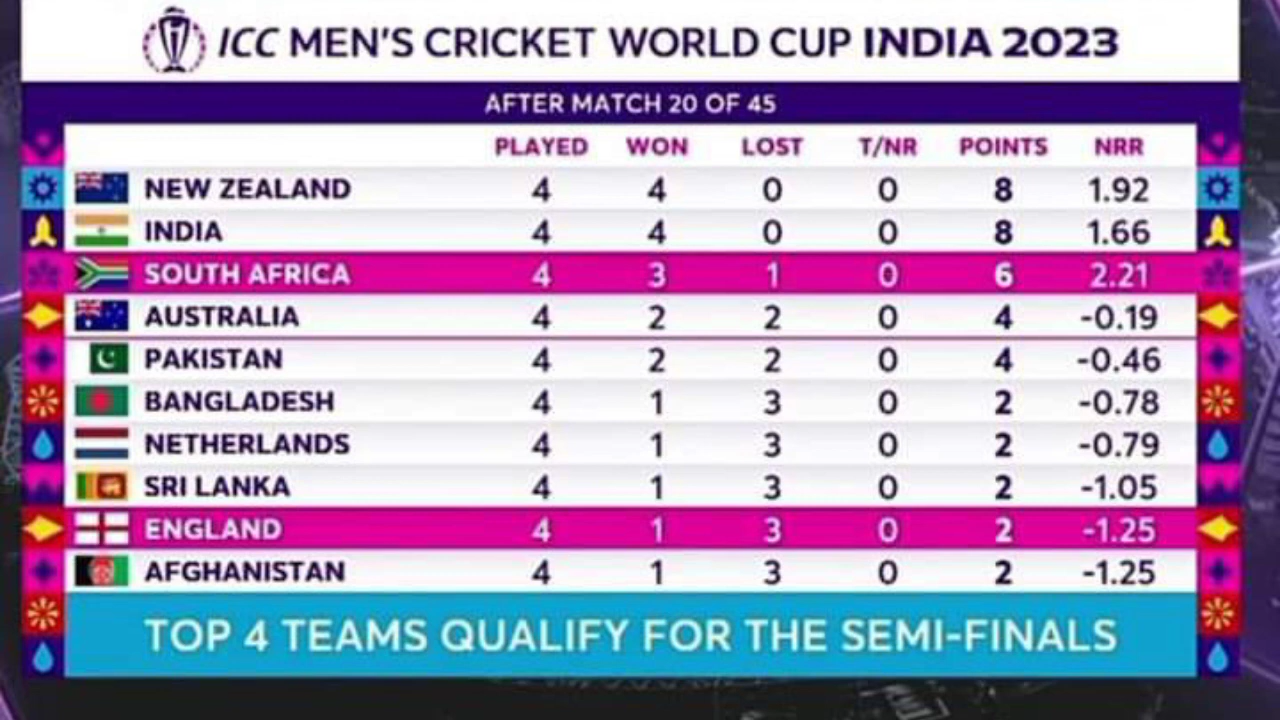 ICC MEN'S CRICKET WORLD CUP INDIA 2023
AFTER MATCH 20 OF 45
PLAYED WON LOST T/NR POINTS NRR
NEW ZEALAND 4 4 0 0 8 1.92
INDIA 4 4 0 0 8 1.66
SOUTH AFRICA 4 3 1 0 6 2.21
AUSTRALIA 4 2 2 0 4 -0.19
PAKISTAN 4 2 2 0 4 -0.46
BANGLADESH 4 1 3 0 2 -0.78
NETHERLANDS 4 1 3 0 2 -0.79
SRI LANKA 4 1 3 0 2 -1.05
ENGLAND 4 1 3 0 2 -1.25
AFGHANISTAN 4 1 3 0 2 -1.25
TOP 4 TEAMS QUALIFY FOR THE SEMI-FINALS